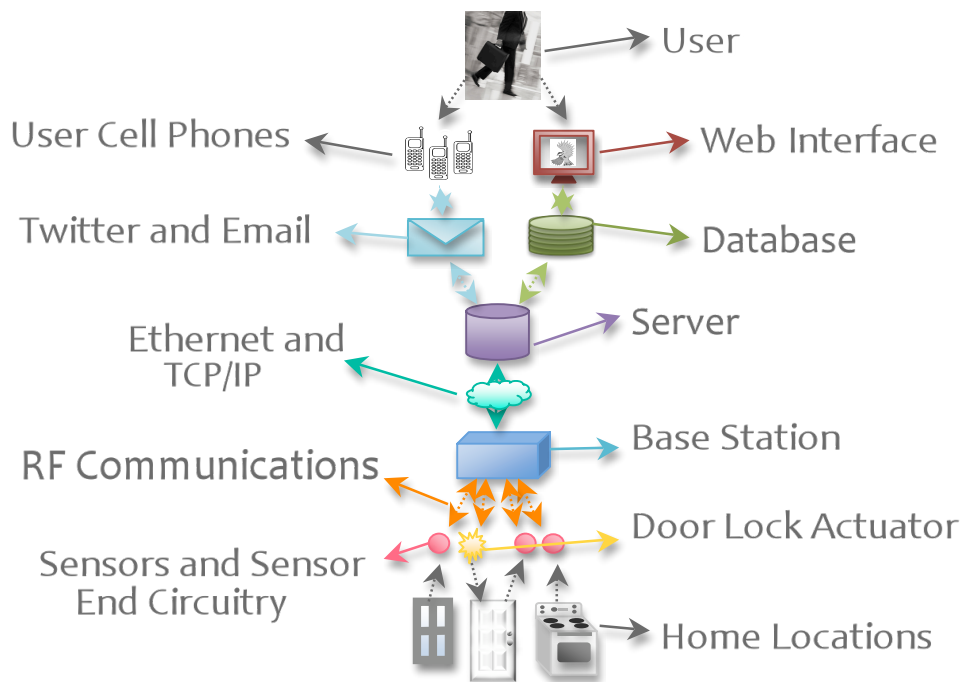 User
User Cell Phones
Web Interface
Twitter and Email
Database
Server
Ethernet and
TCP/IP
Base Station
RF Communications
Door Lock Actuator
Sensors and Sensor
End Circuitry
Home Locations